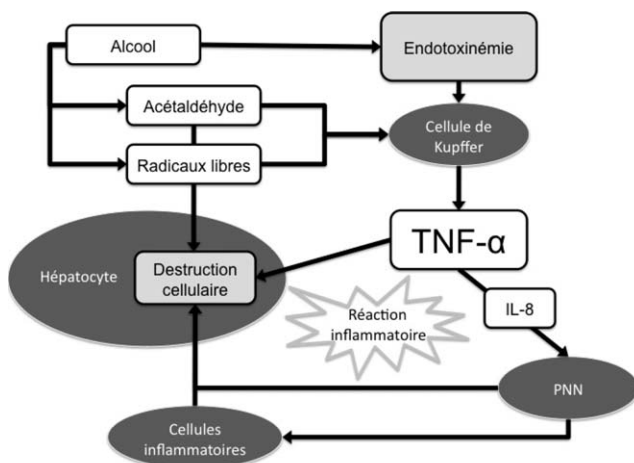 Alcool
Endotoxinémie
Acétaldéhyde
Cellule de
Kupffer
Radicaux libres
TNF-α
Hépatocyte
Destruction
cellulaire
Réaction
inflammatoire
IL-8
PNN
Cellules
inflammatoires